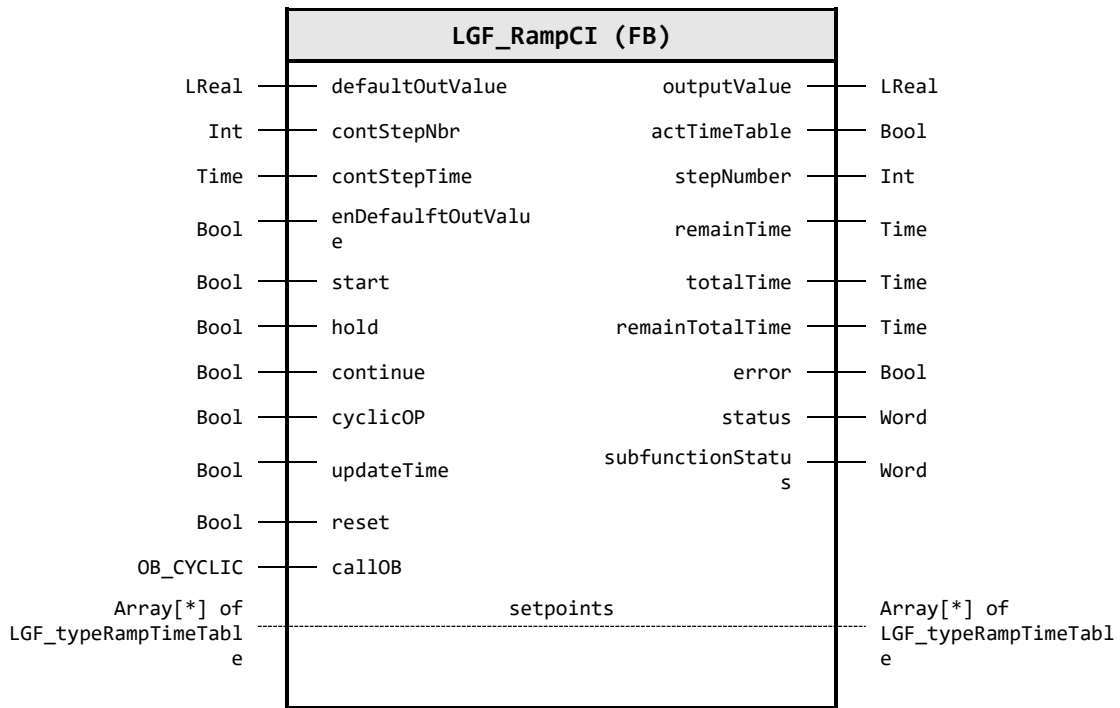 LGF_RampCI (FB)
LReal defaultOutValue outputValue LReal
Int contStepNbr actTimeTable Bool
Time contStepTime stepNumber Int
Bool enDefaulftOutValu
e remainTime Time
Bool start totalTime Time
Bool hold remainTotalTime Time
Bool continue error Bool
Bool cyclicOP status Word
Bool updateTime subfunctionStatu
s Word
Bool reset
OB_CYCLIC callOB
Array[*] of setpoints Array[*] of
LGF_typeRampTimeTabl LGF_typeRampTimeTabl
e e